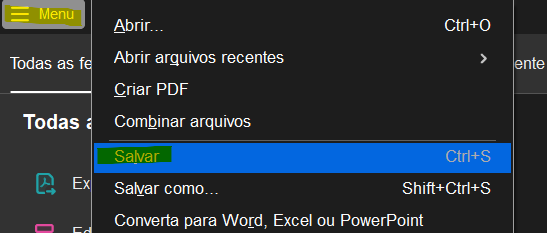 Menu
Abrir... Ctrl+O
Todas as fe
Abrir arquivos recentes
ente
Criar PDF
Todas a
Combinar arquivos
Salvar Ctrl+S
Ex
Salvar como... Shift+Ctrl+S
Ed
Converta para Word, Excel ou PowerPoint